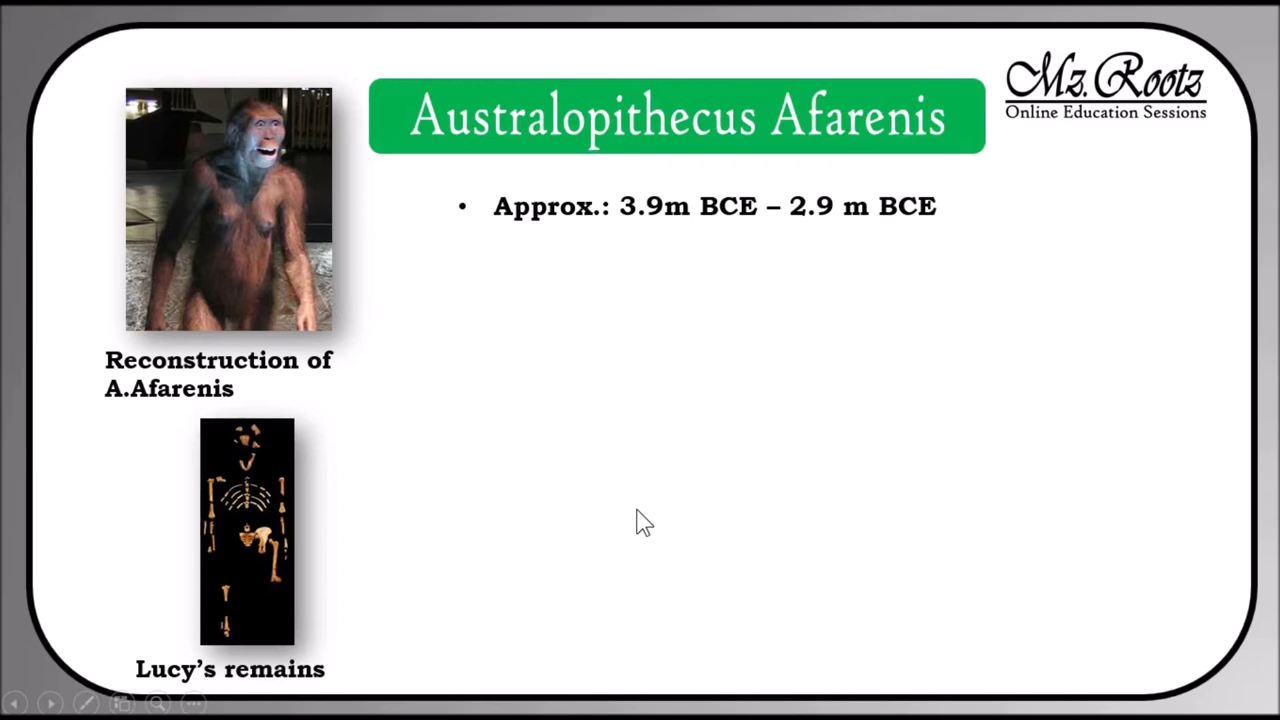 Mz. Rootz
Online Education Sessions
Australopithecus Afarenis
• Approx.: 3.9m BCE – 2.9 m BCE
Reconstruction of
A.Afarenis
Lucy’s remains